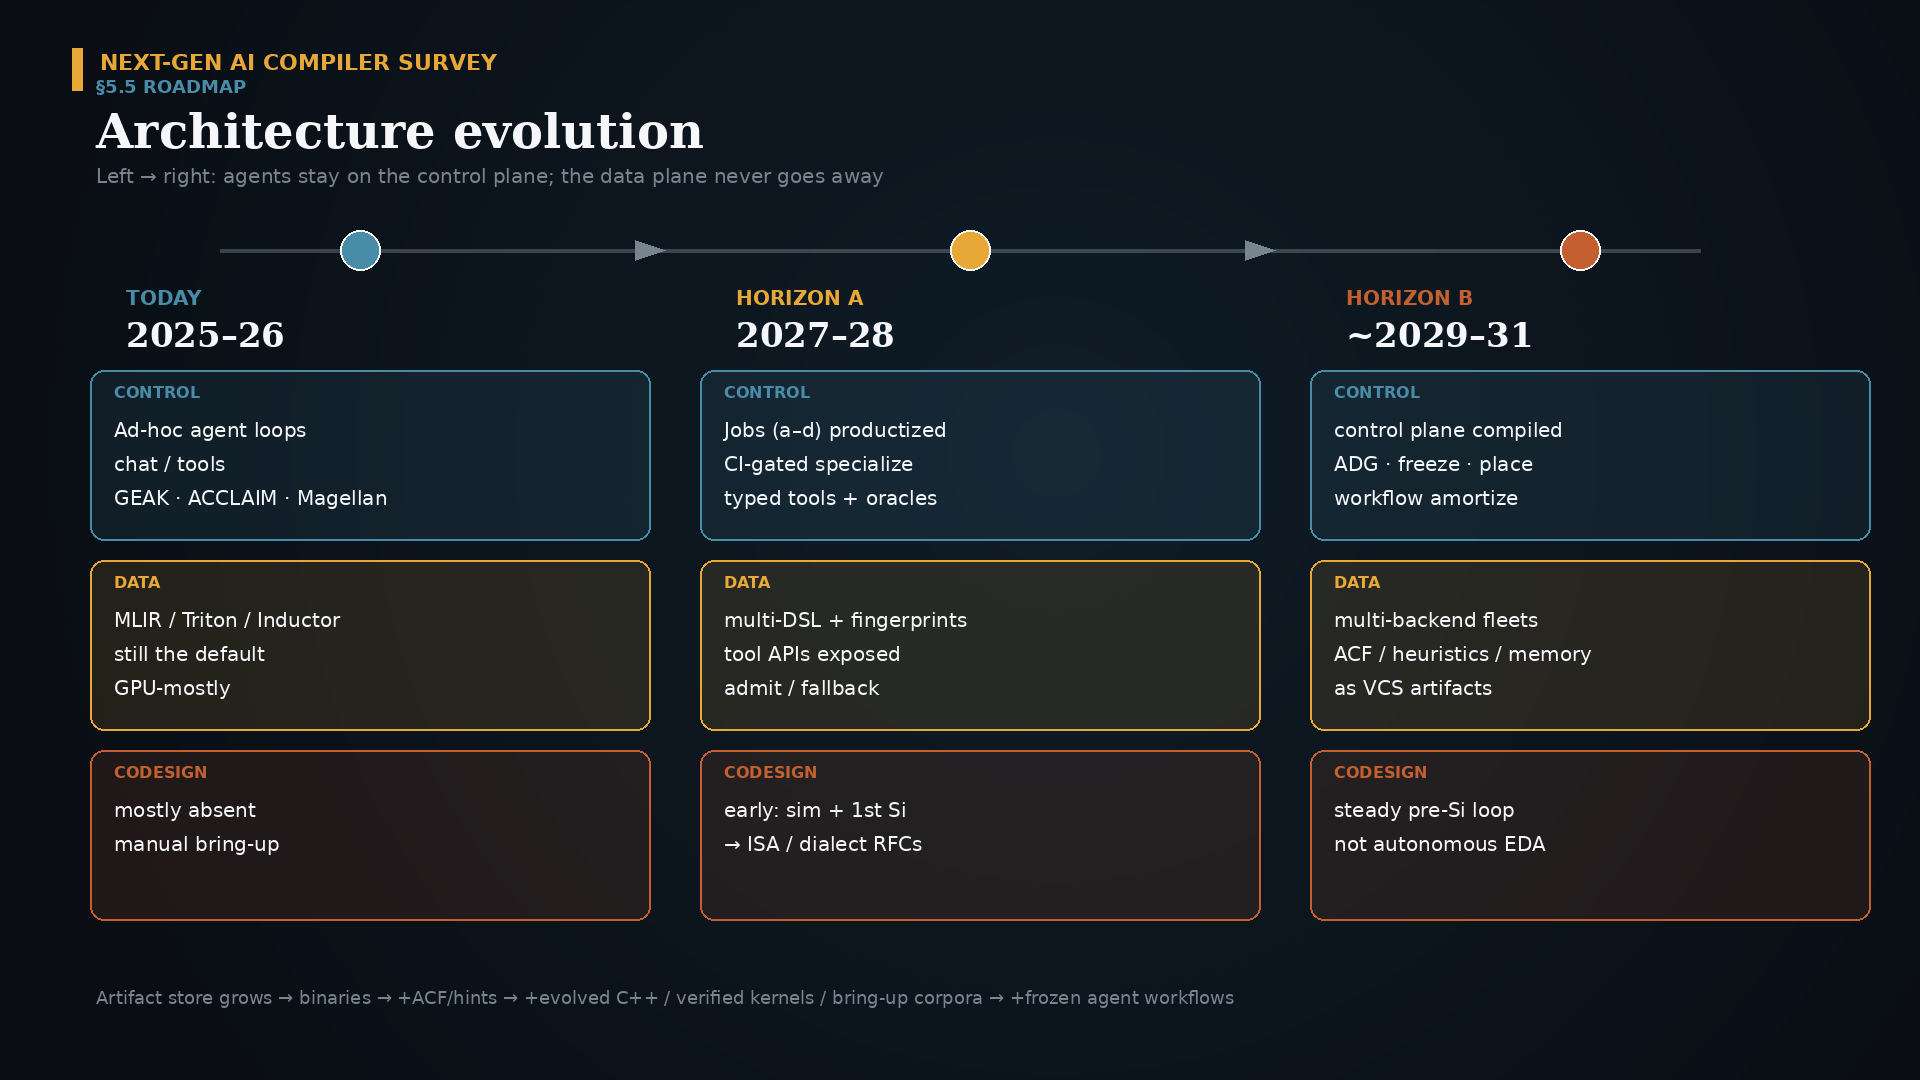 NEXT-GEN AI COMPILER SURVEY
§5.5 ROADMAP
Architecture evolution
Left → right: agents stay on the control plane; the data plane never goes away
TODAY
2025–26
CONTROL
Ad-hoc agent loops
chat / tools
GEAK · ACCLAIM · Magellan
DATA
MLIR / Triton / Inductor
still the default
GPU-mostly
CODESIGN
mostly absent
manual bring-up
HORIZON A
2027–28
CONTROL
Jobs (a–d) productized
CI-gated specialize
typed tools + oracles
DATA
multi-DSL + fingerprints
tool APIs exposed
admit / fallback
CODESIGN
early: sim + 1st Si
→ ISA / dialect RFCs
HORIZON B
~2029–31
CONTROL
control plane compiled
ADG · freeze · place
workflow amortize
DATA
multi-backend fleets
ACF / heuristics / memory
as VCS artifacts
CODESIGN
steady pre-Si loop
not autonomous EDA
Artifact store grows → binaries → +ACF/hints → +evolved C++ / verified kernels / bring-up corpora → +frozen agent workflows